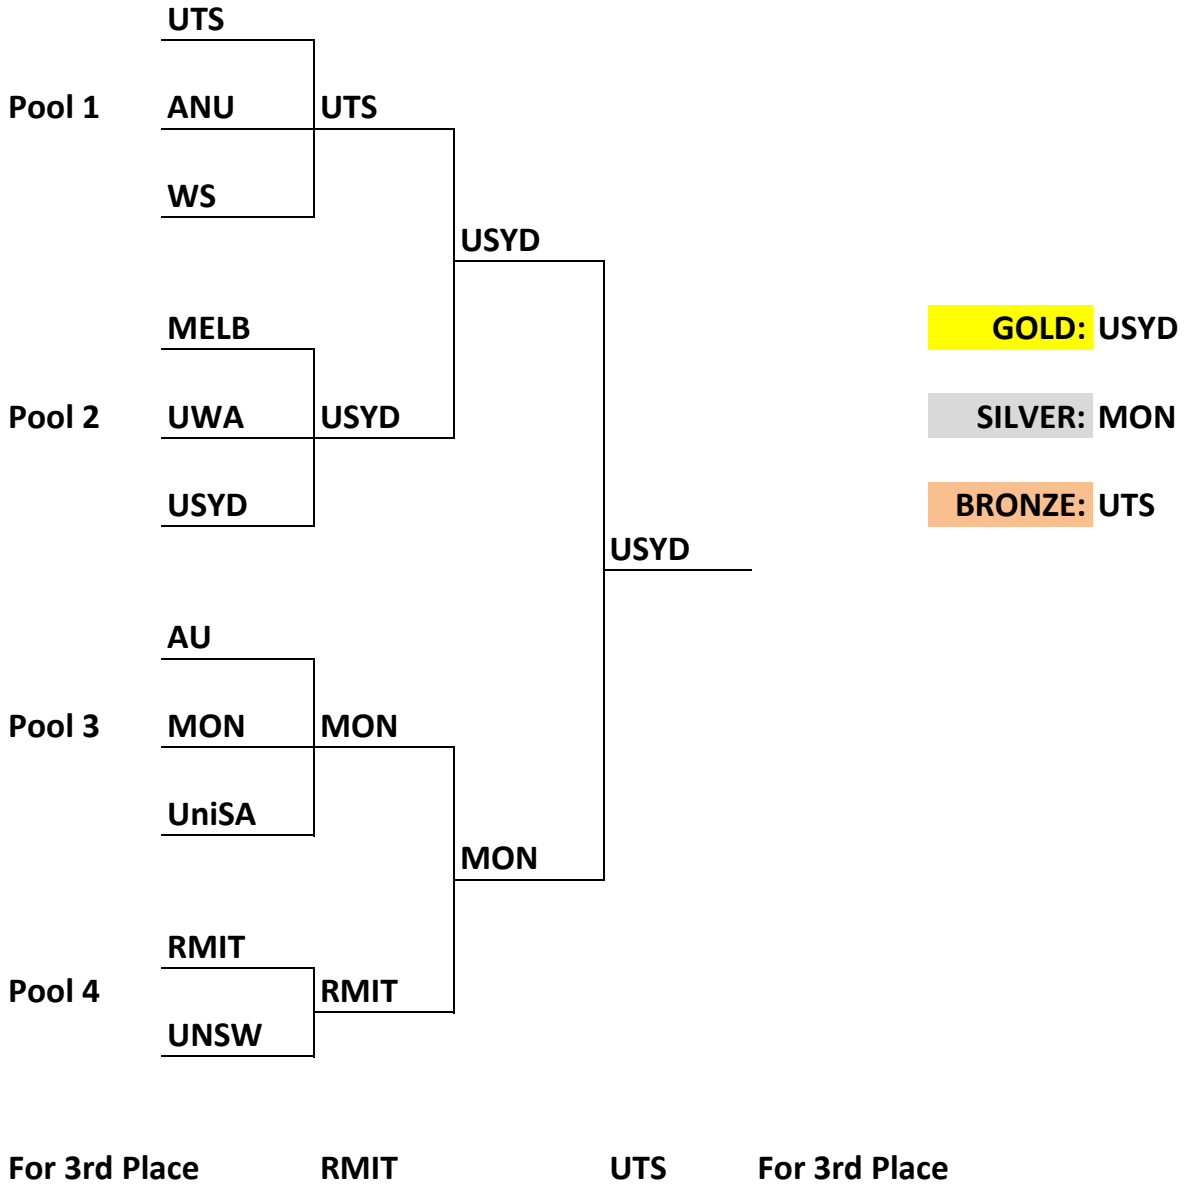 UTS
Pool 1 ANU UTS
WS
USYD
MELB GOLD: USYD
Pool 2 UWA USYD SILVER: MON
USYD BRONZE: UTS
USYD
AU
Pool 3 MON MON
UniSA
MON
RMIT
Pool 4 RMIT
UNSW
For 3rd Place RMIT UTS For 3rd Place